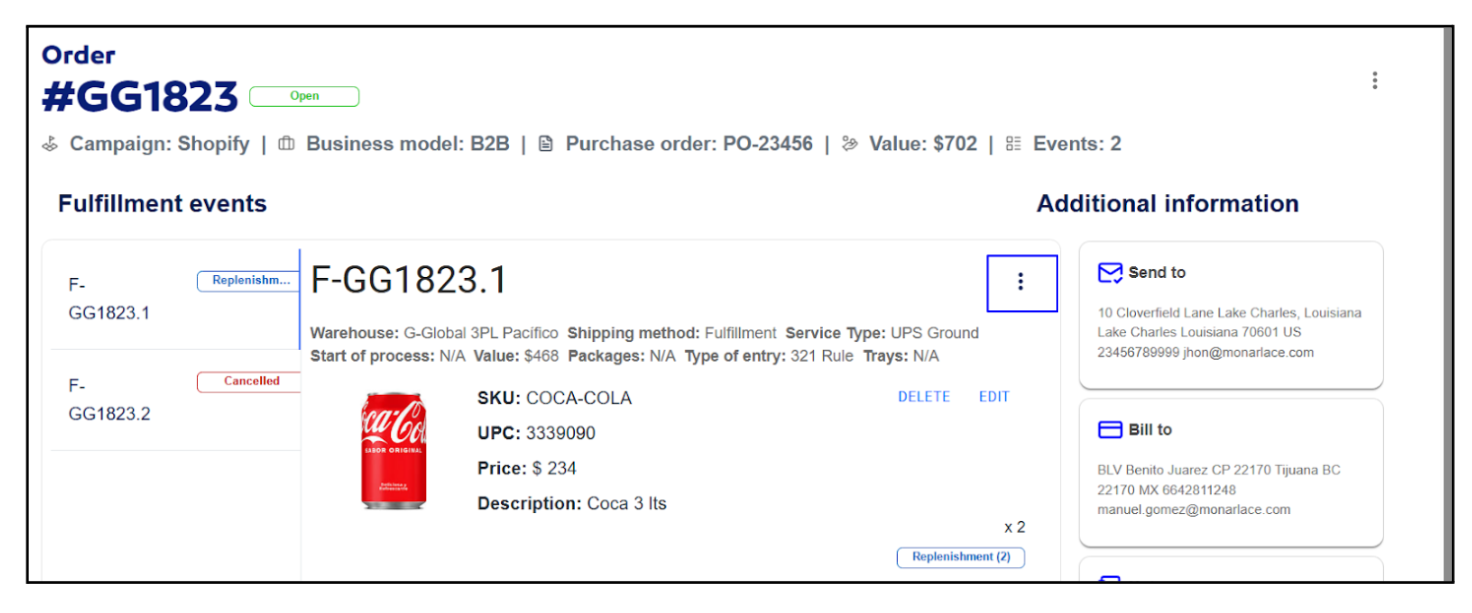 Order
#GG1823 Open
Campaign: Shopify | Business model: B2B | Purchase order: PO-23456 | Value: $702 | Events: 2
Fulfillment events
Additional information
F-
GG1823.1
Replenishm...
F-
GG1823.2
Cancelled
F-GG1823.1
Warehouse: G-Global 3PL Pacífico Shipping method: Fulfillment Service Type: UPS Ground
Start of process: N/A Value: $468 Packages: N/A Type of entry: 321 Rule Trays: N/A
Coca-Cola
SABOR ORIGINAL
SKU: COCA-COLA
DELETE EDIT
UPC: 3339090
Price: $ 234
Description: Coca 3 lts
x 2
Replenishment (2)
Send to
10 Cloverfield Lane Lake Charles, Louisiana
Lake Charles Louisiana 70601 US
23456789999 jhon@monarlace.com
Bill to
BLV Benito Juarez CP 22170 Tijuana BC
22170 MX 6642811248
manuel.gomez@monarlace.com